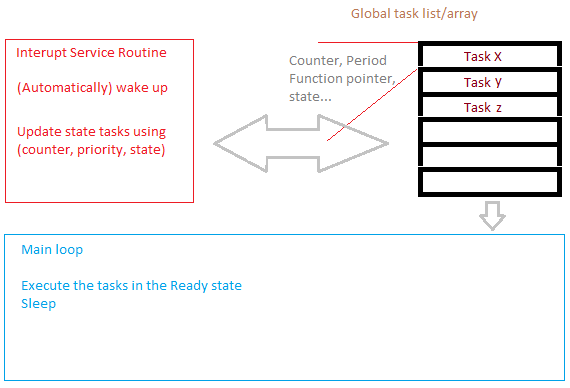 Global task list/array
Interupt Service Routine
(Automatically) wake up
Update state tasks using
(counter, priority, state)
Counter, Period
Function pointer,
state...
Task X
Task Y
Task z
Main loop
Execute the tasks in the Ready state
Sleep